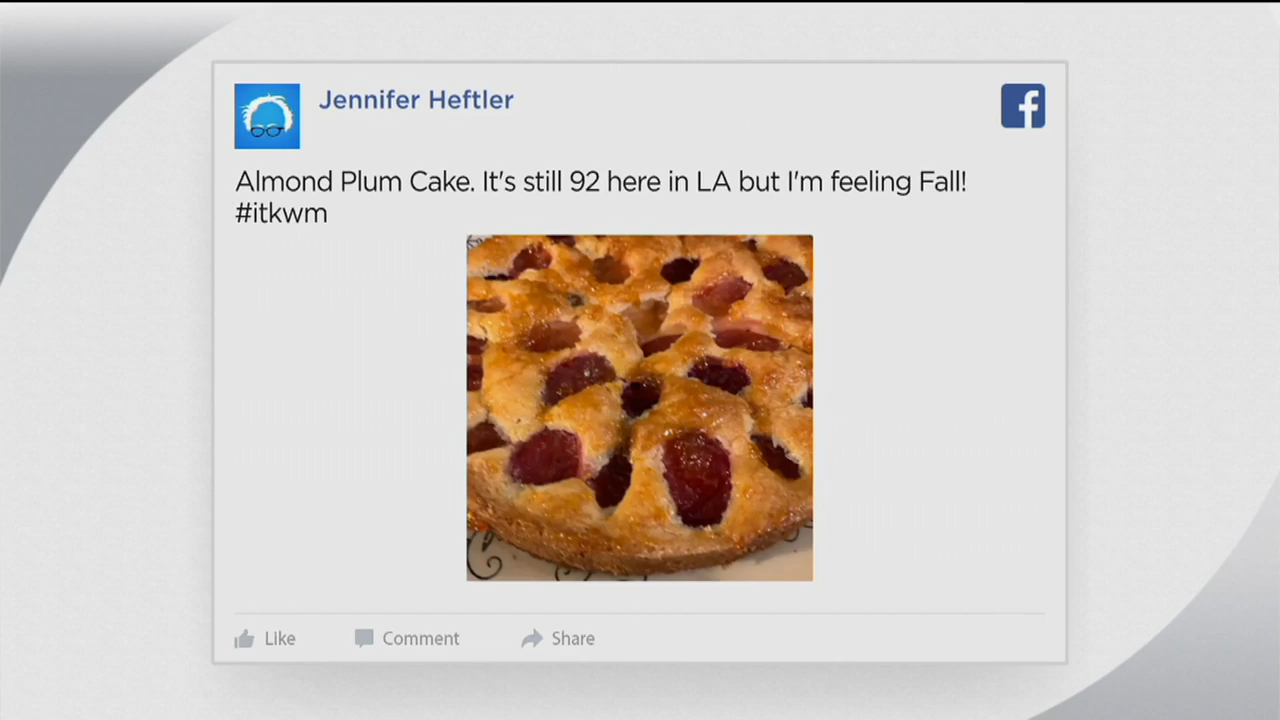 Jennifer Heftler
Almond Plum Cake. It's still 92 here in LA but I'm feeling Fall!
#itkwm
Like
Comment
Share